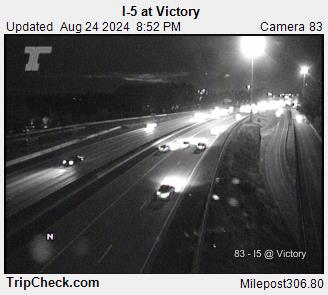 I-5 at Victory
Updated Aug 24 2024 8:52 PM Camera 83
T
N
83 - I5 @ Victory
TripCheck.com Milepost306.80